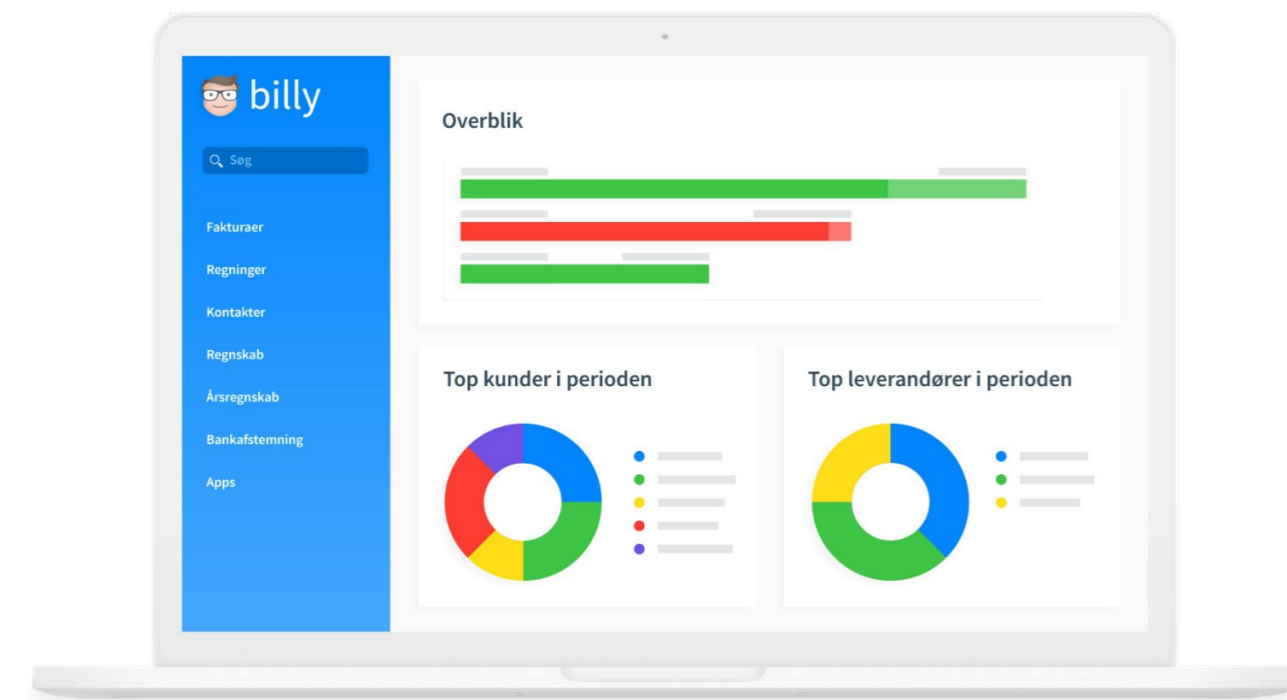 billy
Søg
Fakturaer
Regninger
Kontakter
Regnskab
Årsregnskab
Bankafstemning
Apps
Overblik
Top kunder i perioden
Top leverandører i perioden